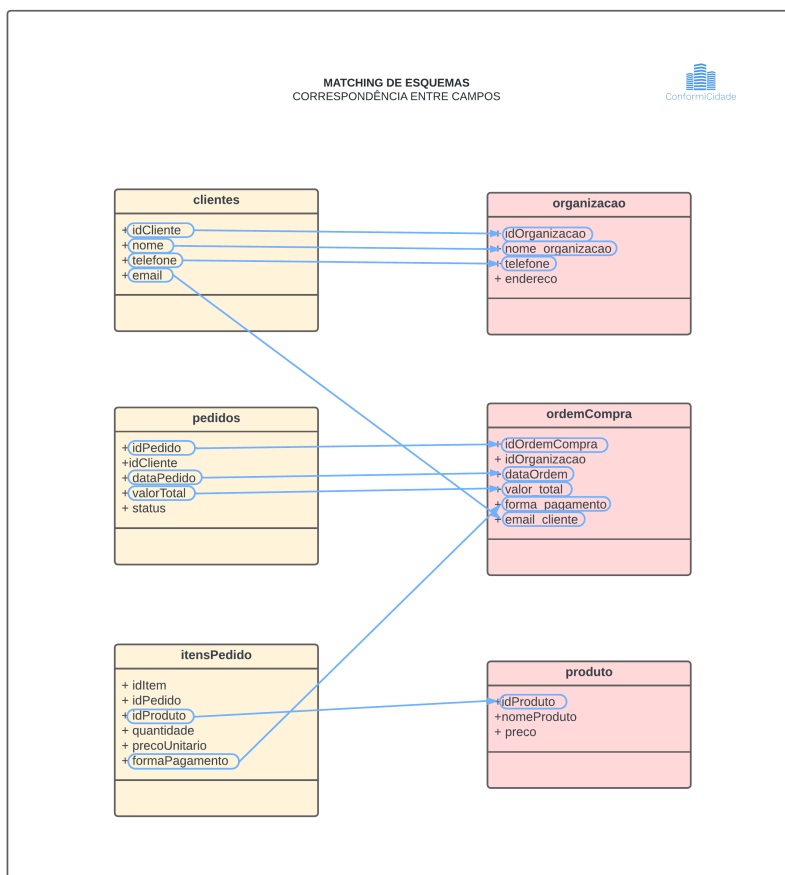 MATCHING DE ESQUEMAS
CORRESPONDÊNCIA ENTRE CAMPOS
ConformiCidade
clientes
+ idCliente
+ nome
+ telefone
+ email
organizacao
+ idOrganizacao
+ nome_organizacao
+ telefone
+ endereco
pedidos
+ idPedido
+idCliente
+ dataPedido
+ valorTotal
+ status
ordemCompra
+ idOrdemCompra
+ idOrganizacao
+ dataOrdem
+ valor_total
+ forma_pagamento
+ email_cliente
itensPedido
+ idItem
+ idPedido
+ idProduto
+ quantidade
+ precoUnitario
+ formaPagamento
produto
+idProduto
+nomeProduto
+ preco